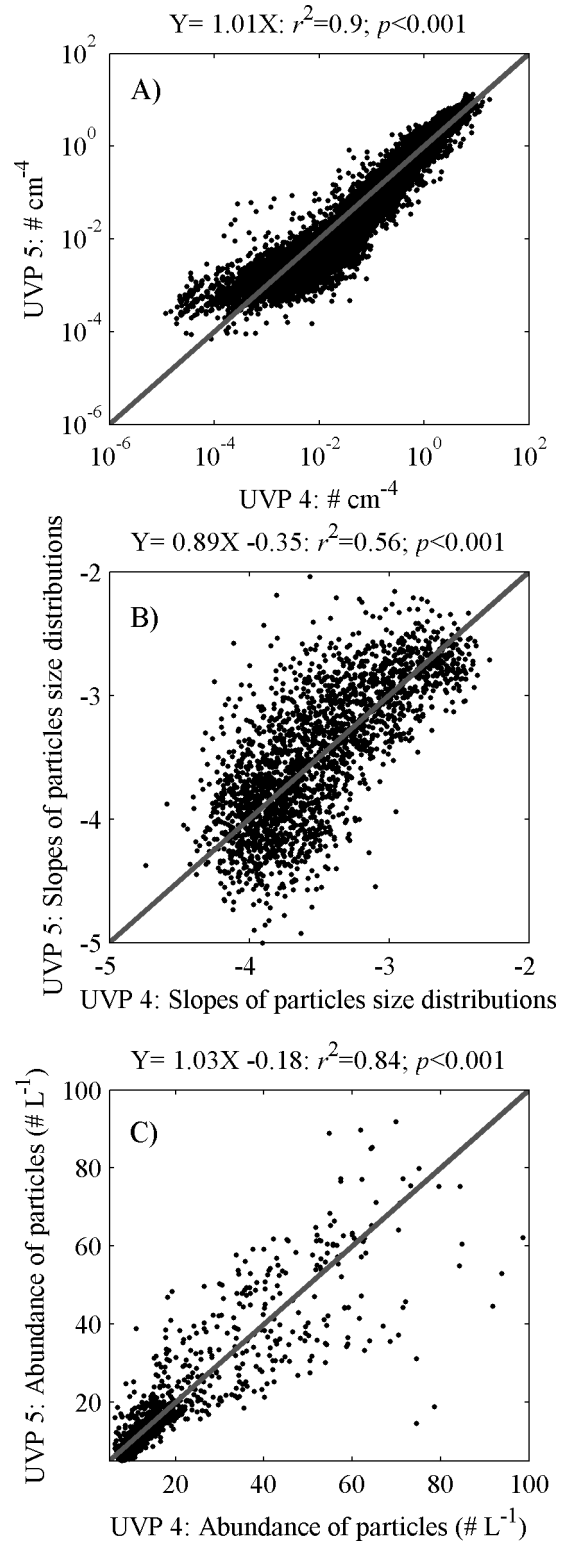 Y= 1.01X: r²=0.9; p<0.001
A)
10²
10⁰
10⁻²
10⁻⁴
10⁻⁶
UVP 5: # cm⁻⁴
10⁻⁶ 10⁻⁴ 10⁻² 10⁰ 10²
UVP 4: # cm⁻⁴
Y= 0.89X -0.35: r²=0.56; p<0.001
B)
-2
-3
-4
-5
UVP 5: Slopes of particles size distributions
-5 -4 -3 -2
UVP 4: Slopes of particles size distributions
Y= 1.03X -0.18: r²=0.84; p<0.001
C)
100
80
60
40
20
UVP 5: Abundance of particles (# L⁻¹)
20 40 60 80 100
UVP 4: Abundance of particles (# L⁻¹)